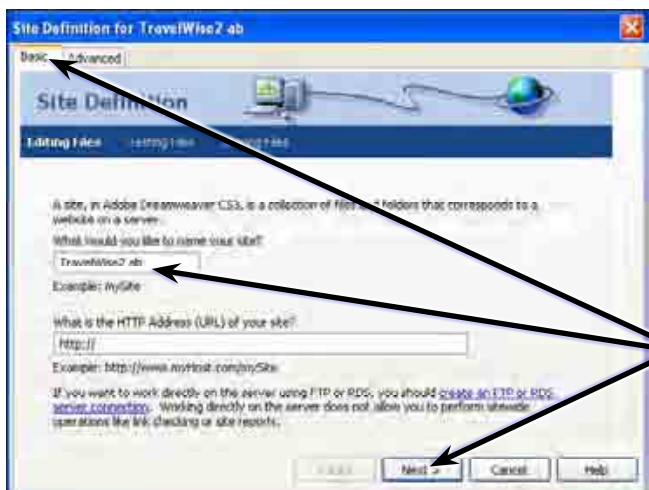 Site Definition for TravelWise2 ab
Basic Advanced
Site Definition
Editing Files Testing Files Sharing Files
A site, in Adobe Dreamweaver CS3, is a collection of files and folders that corresponds to a
website on a server.
What would you like to name your site?
TravelWise2 ab
Example: mySite
What is the HTTP Address (URL) of your site?
http://
Example: http://www.myHost.com/mySite
If you want to work directly on the server using FTP or RDS, you should create an FTP or RDS
server connection. Working directly on the server does not allow you to perform sitewide
operations like link checking or site reports.
Next > Cancel Help